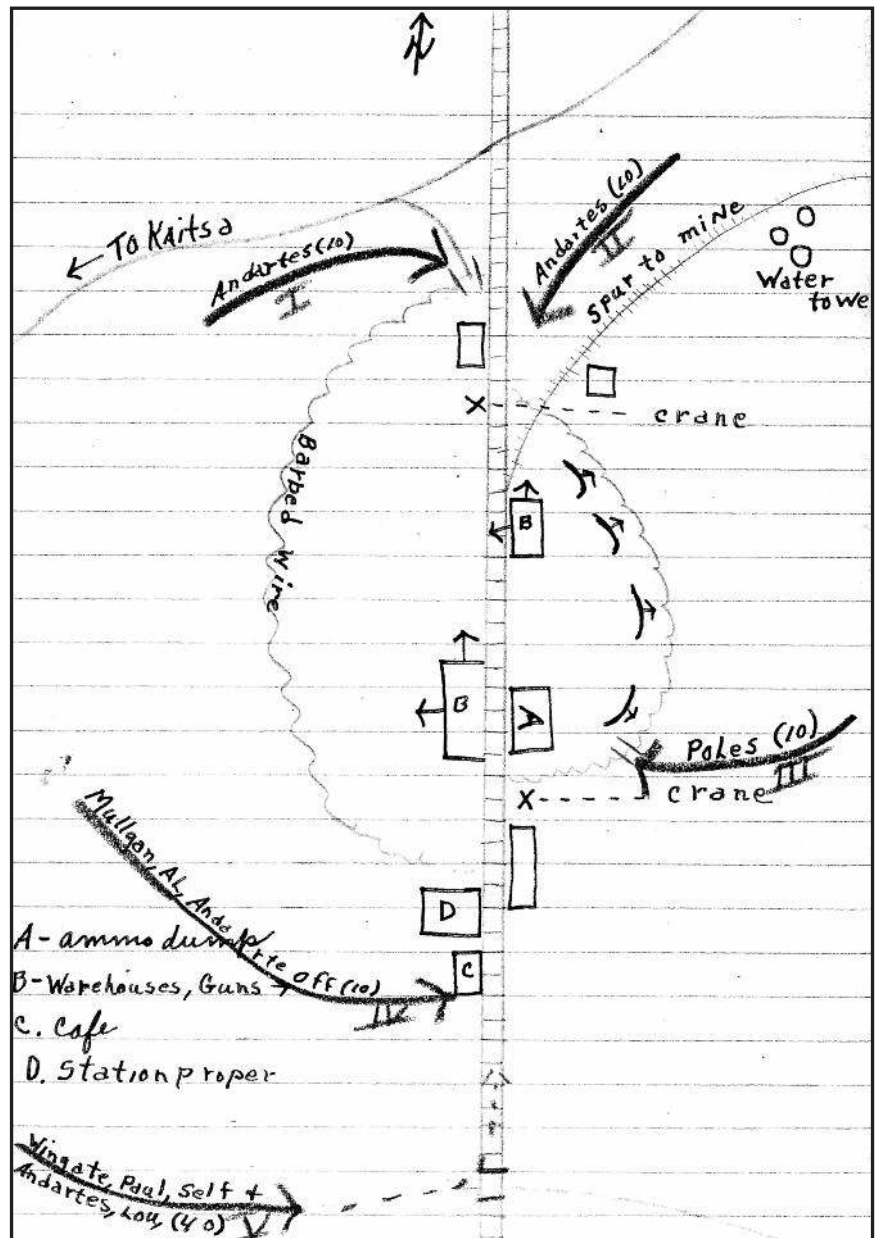 N
← To Kaitsa
Andartes (10)
I
Andartes (10)
II
Spur to mine
Water
towe
X
crane
Barbed Wire
B
B
A
Poles (10)
III
X
crane
Mullgan, AL, Andarte Off (10)
IV
D
C
A - ammo dump
B - Warehouses, Guns →
C. Cafe
D. Station proper
Wingate, Paul, Self +
Andartes, Lou, (40)
V